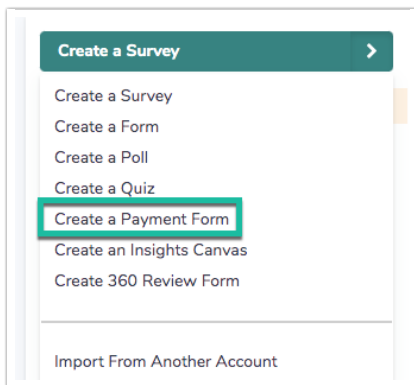 Create a Survey
Create a Survey
Create a Form
Create a Poll
Create a Quiz
Create a Payment Form
Create an Insights Canvas
Create 360 Review Form
Import From Another Account